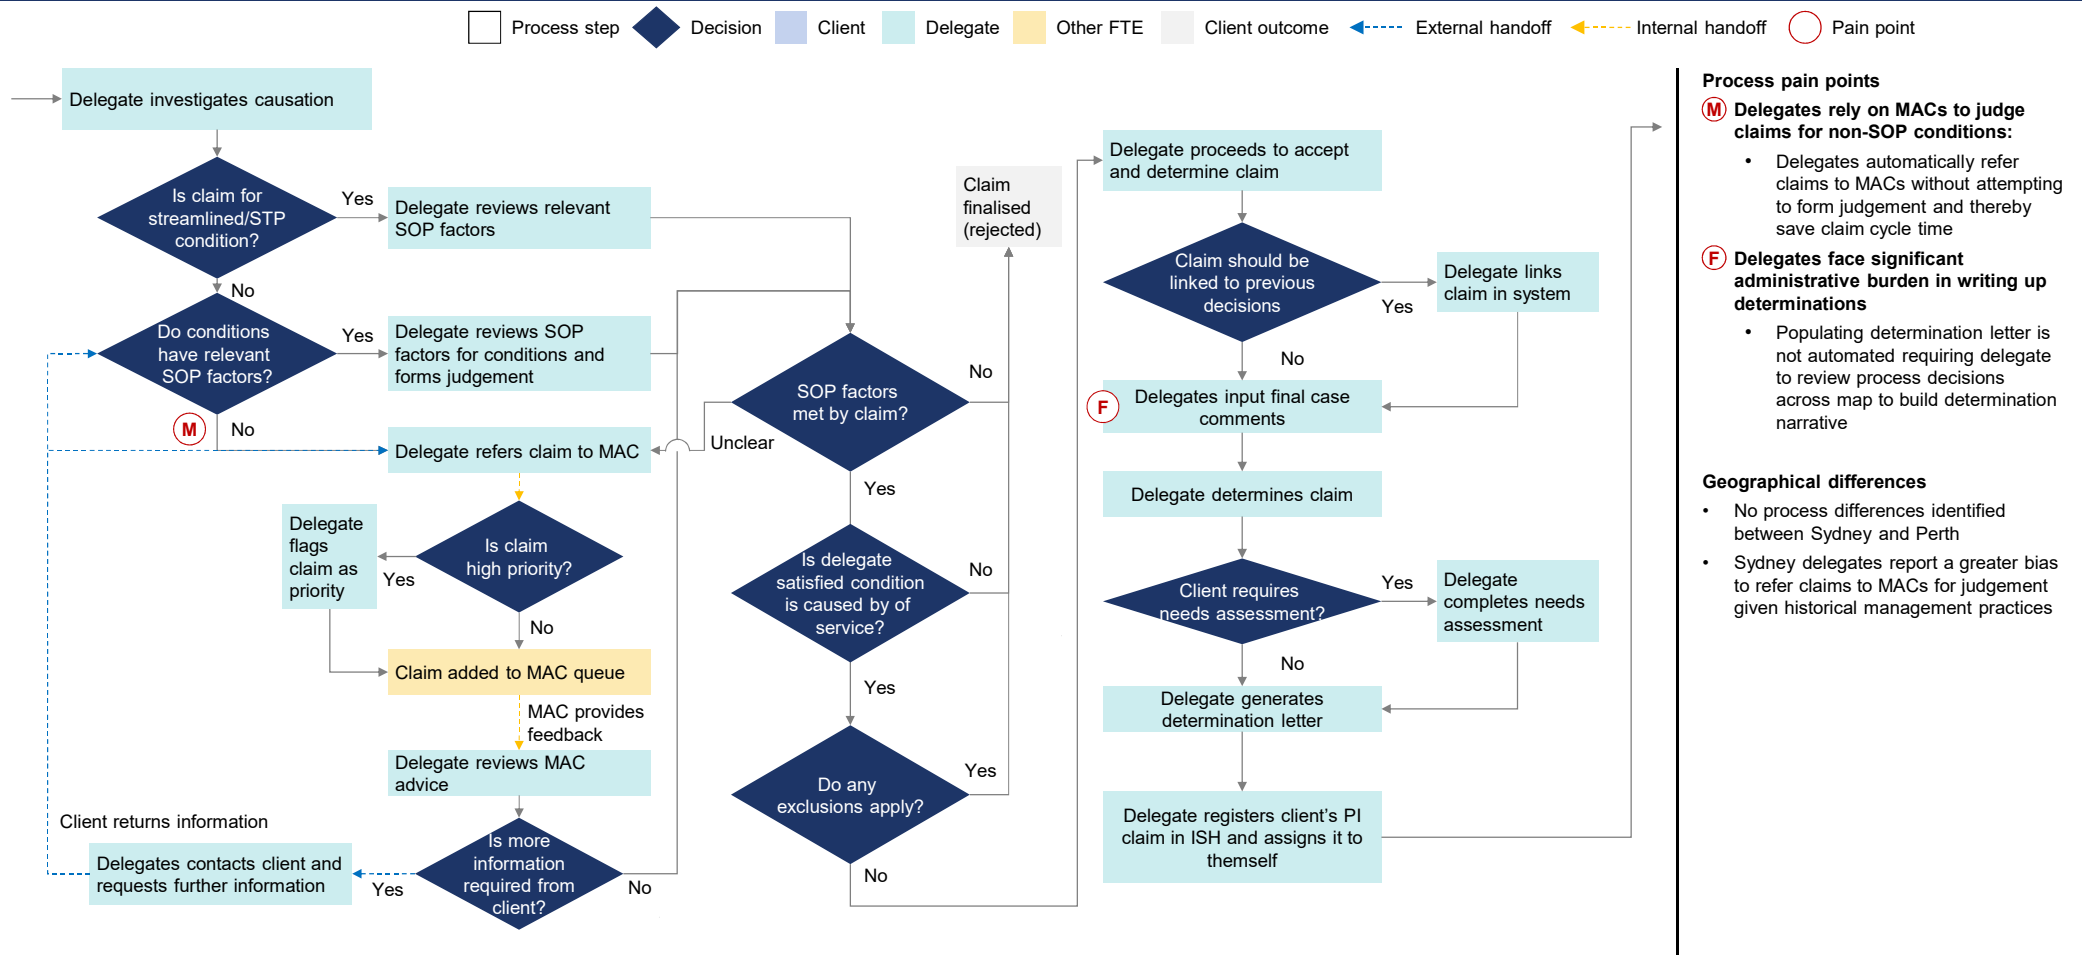 Process step
Decision
Client
Delegate
Other FTE
Client outcome
External handoff
Internal handoff
Pain point
Delegate investigates causation
Is claim for
streamlined/STP
condition?
Yes
Delegate reviews relevant
SOP factors
No
Do conditions
have relevant
SOP factors?
Yes
Delegate reviews SOP
factors for conditions and
forms judgement
M
No
Delegate refers claim to MAC
Unclear
Is claim
high priority?
Yes
Delegate
flags
claim as
priority
No
Claim added to MAC queue
MAC provides
feedback
Delegate reviews MAC
advice
Is more
information
required from
client?
Yes
No
Client returns information
Delegates contacts client and
requests further information
SOP factors
met by claim?
No
Yes
Is delegate
satisfied condition
is caused by of
service?
No
Yes
Do any
exclusions apply?
Yes
No
Claim
finalised
(rejected)
Delegate proceeds to accept
and determine claim
Claim should be
linked to previous
decisions
Yes
Delegate links
claim in system
No
F
Delegates input final case
comments
Delegate determines claim
Client requires
needs assessment?
Yes
Delegate
completes needs
assessment
No
Delegate generates
determination letter
Delegate registers client’s PI
claim in ISH and assigns it to
themself
Process pain points
M Delegates rely on MACs to judge
claims for non-SOP conditions:
• Delegates automatically refer
claims to MACs without attempting
to form judgement and thereby
save claim cycle time
F Delegates face significant
administrative burden in writing up
determinations
• Populating determination letter is
not automated requiring delegate
to review process decisions
across map to build determination
narrative
Geographical differences
• No process differences identified
between Sydney and Perth
• Sydney delegates report a greater bias
to refer claims to MACs for judgement
given historical management practices